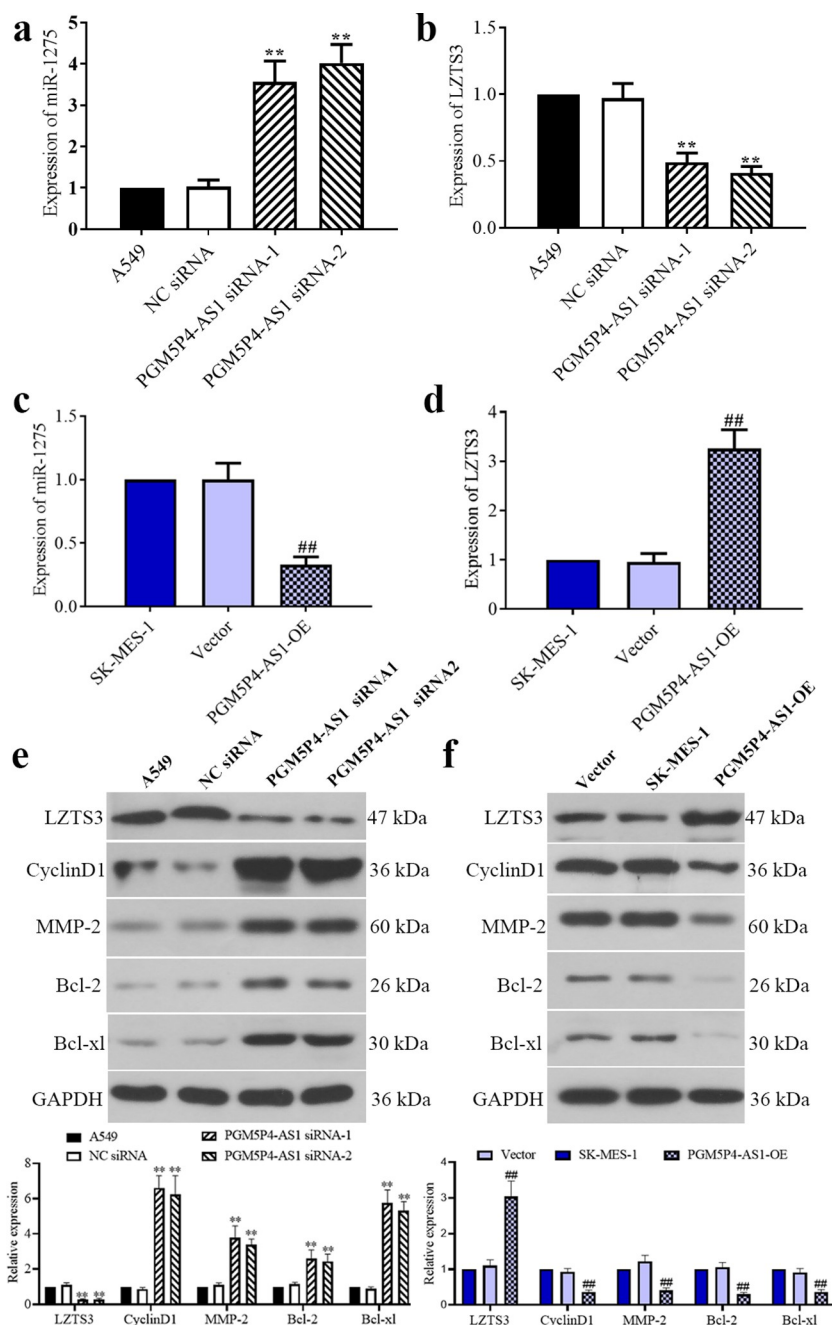 a
Expression of miR-1275
5
4
3
2
1
0
**
**
A549
NC siRNA
PGM5P4-AS1 siRNA-1
PGM5P4-AS1 siRNA-2
b
Expression of LZTS3
1.5
1.0
0.5
0.0
**
**
A549
NC siRNA
PGM5P4-AS1 siRNA-1
PGM5P4-AS1 siRNA-2
c
Expression of miR-1275
1.5
1.0
0.5
0.0
##
SK-MES-1
Vector
PGM5P4-AS1-OE
d
Expression of LZTS3
4
3
2
1
0
##
SK-MES-1
Vector
PGM5P4-AS1-OE
e
A549
NC siRNA
PGM5P4-AS1 siRNA1
PGM5P4-AS1 siRNA2
LZTS3 47 kDa
CyclinD1 36 kDa
MMP-2 60 kDa
Bcl-2 26 kDa
Bcl-xl 30 kDa
GAPDH 36 kDa
A549
NC siRNA
PGM5P4-AS1 siRNA-1
PGM5P4-AS1 siRNA-2
Relative expression
8
6
4
2
0
** ** ** ** ** ** ** ** ** **
LZTS3 CyclinD1 MMP-2 Bcl-2 Bcl-xl
f
Vector
SK-MES-1
PGM5P4-AS1-OE
LZTS3 47 kDa
CyclinD1 36 kDa
MMP-2 60 kDa
Bcl-2 26 kDa
Bcl-xl 30 kDa
GAPDH 36 kDa
Vector SK-MES-1 PGM5P4-AS1-OE
Relative expression
4
3
2
1
0
## ## ## ## ##
LZTS3 CyclinD1 MMP-2 Bcl-2 Bcl-xl